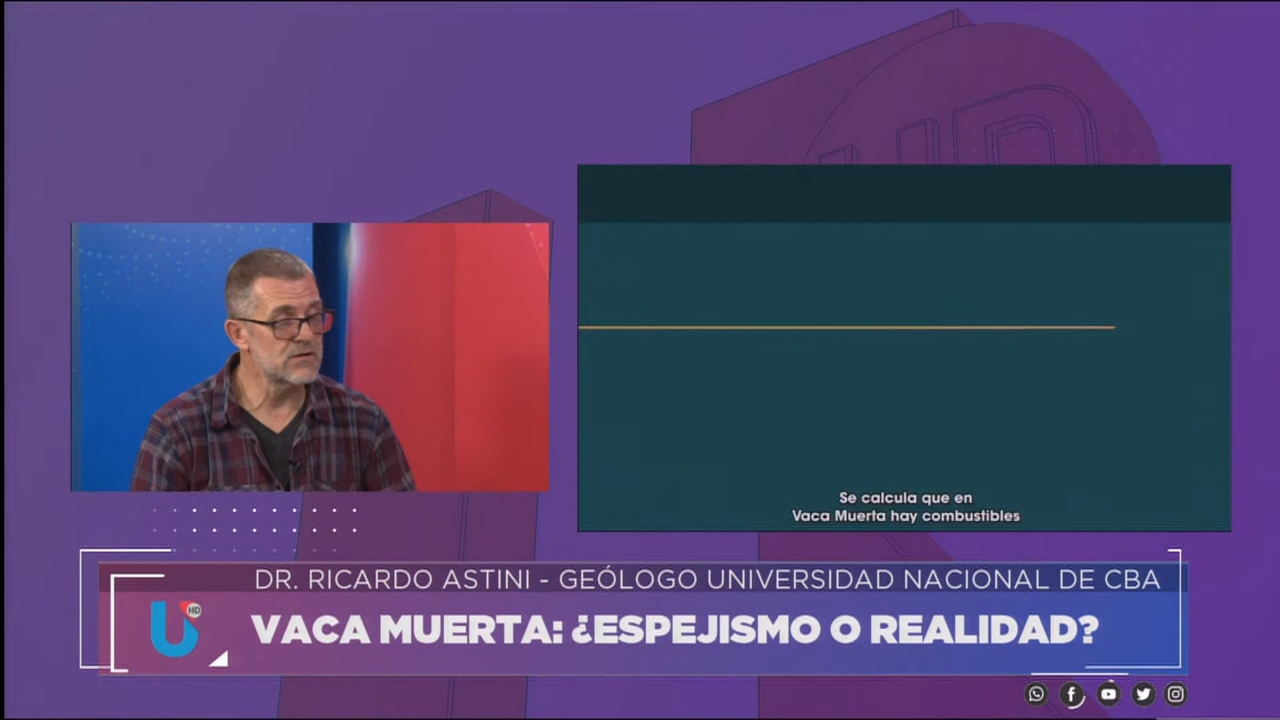 Se calcula que en
Vaca Muerta hay combustibles
DR. RICARDO ASTINI - GEÓLOGO UNIVERSIDAD NACIONAL DE CBA
U HD
VACA MUERTA: ¿ESPEJISMO O REALIDAD?